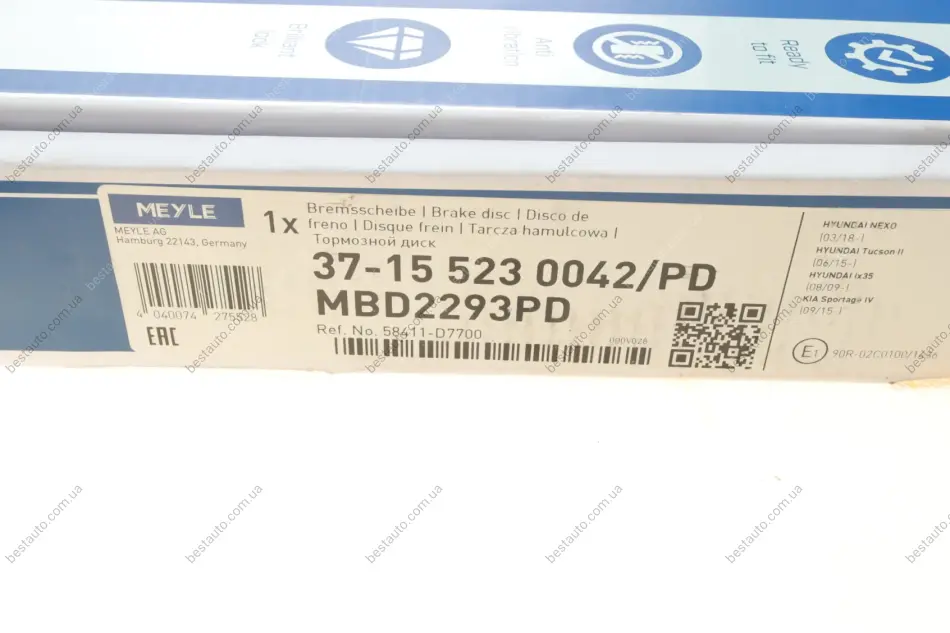 Brilliant
look
Anti
vibration
Ready
to fit
MEYLE
MEYLE AG
Hamburg 22143, Germany
4 040074 275528
EAC
1x
Bremsscheibe | Brake disc | Disco de
freno | Disque frein | Tarcza hamulcowa |
Тормозной диск
37-15 523 0042/PD
MBD2293PD
Ref. No. 58411-D7700
000V026
HYUNDAI NEXO
(03/18-)
HYUNDAI Tucson II
(06/15-)
HYUNDAI ix35
(08/09-)
KIA Sportage IV
(09/15-)
E1
bestauto.com.ua